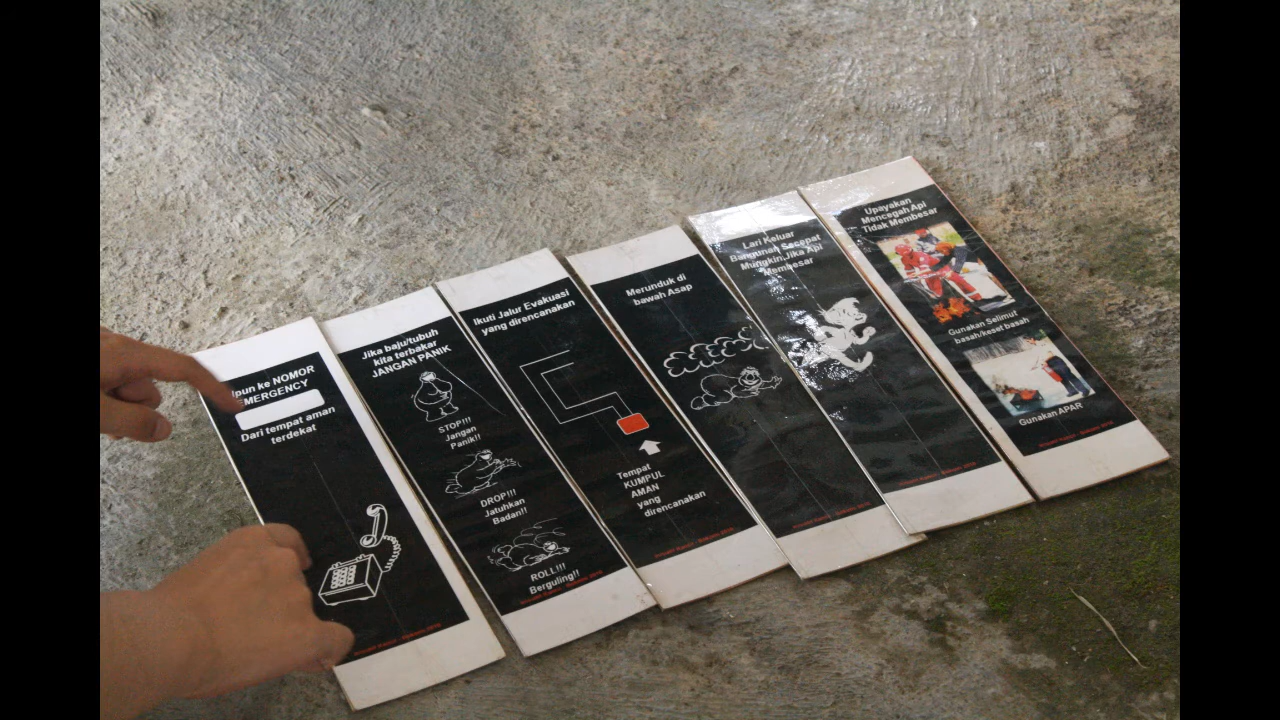 ke NOMOR
EMERGENCY
Dari tempat aman
terdekat
Jika baju/tubuh
kita terbakar
JANGAN PANIK
STOP!!!
Jangan
Panik!!
DROP!!!
Jatuhkan
Badan!!
ROLL!!!
Berguling!!
Ikuti Jalur Evakuasi
yang direncanakan
Tempat
KUMPUL
AMAN
yang
direncanakan
Merunduk di
bawah Asap
Lari Keluar
Bangunan Secepat
Mungkin,Jika Api
Membesar
Upayakan
Mencegah Api
Tidak Membesar
Gunakan Selimut
basah/keset basah
Gunakan APAR